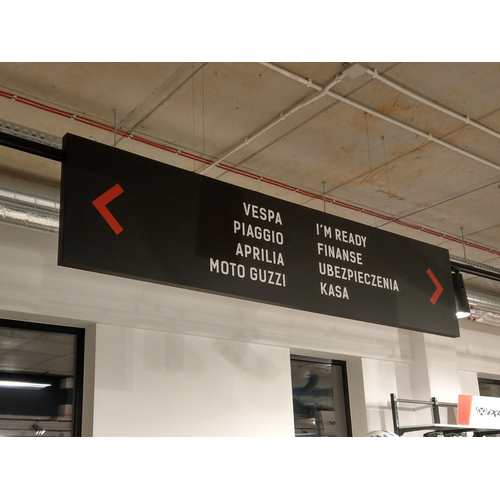 VESPA
PIAGGIO
APRILIA
MOTO GUZZI
I'M READY
FINANSE
UBEZPIECZENIA
KASA